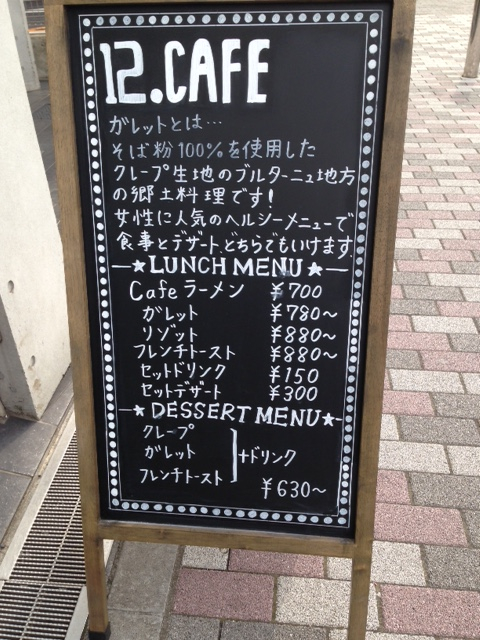 12.CAFE
ガレットとは…
そば粉100%を使用した
クレープ生地のブルターニュ地方
の郷土料理です!
女性に人気のヘルシーメニューで
食事とデザート、どちらでもいけます。
★LUNCH MENU★
Cafeラーメン ¥700
ガレット ¥780~
リゾット ¥880~
フレンチトースト ¥880~
セットドリンク ¥150
セットデザート ¥300
★DESSERT MENU★
クレープ
ガレット +ドリンク
フレンチトースト
¥630~